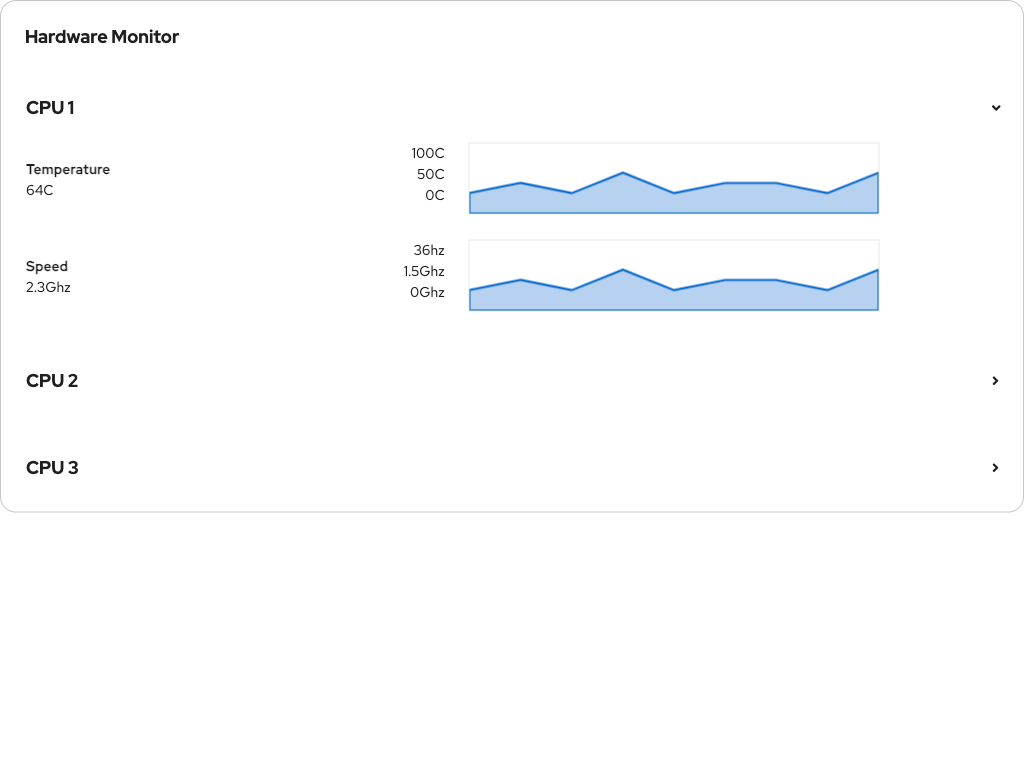 Hardware Monitor
CPU 1
Temperature
64C
100C
50C
0C
Speed
2.3Ghz
36hz
1.5Ghz
0Ghz
CPU 2
CPU 3